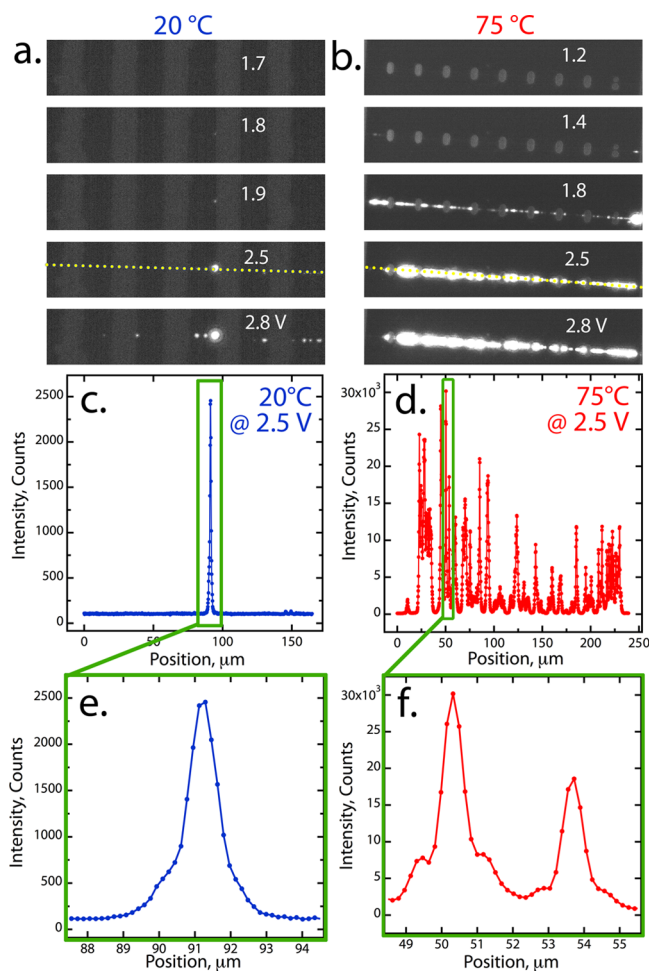 20 °C
75 °C
a.
1.7
1.8
1.9
2.5
2.8 V
b.
1.2
1.4
1.8
2.5
2.8 V
c.
20°C
@ 2.5 V
2500
2000
1500
1000
500
0
Intensity, Counts
0 50 100 150
Position, μm
d.
75°C
@ 2.5 V
30x10³
25
20
15
10
5
0
Intensity, Counts
0 50 100 150 200 250
Position, μm
e.
2500
2000
1500
1000
500
0
Intensity, Counts
88 89 90 91 92 93 94
Position, μm
f.
30x10³
25
20
15
10
5
0
Intensity, Counts
49 50 51 52 53 54 55
Position, μm